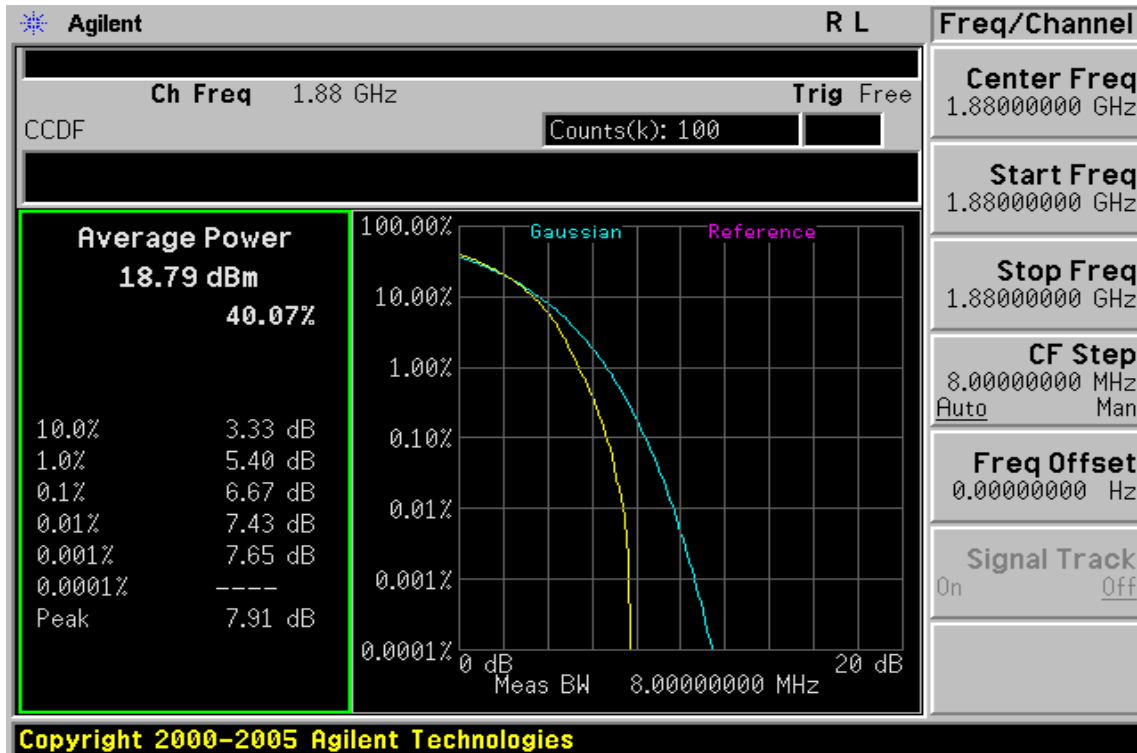 Agilent R L
Ch Freq 1.88 GHz Trig Free
CCDF Counts(k): 100
Average Power
18.79 dBm
40.07%
10.0% 3.33 dB
1.0% 5.40 dB
0.1% 6.67 dB
0.01% 7.43 dB
0.001% 7.65 dB
0.0001% ----
Peak 7.91 dB
100.00%
10.00%
1.00%
0.10%
0.01%
0.001%
0.0001%
Gaussian Reference
0 dB 20 dB
Meas BW 8.00000000 MHz
Freq/Channel
Center Freq
1.88000000 GHz
Start Freq
1.88000000 GHz
Stop Freq
1.88000000 GHz
CF Step
8.00000000 MHz
Auto Man
Freq Offset
0.00000000 Hz
Signal Track
On Off
Copyright 2000-2005 Agilent Technologies